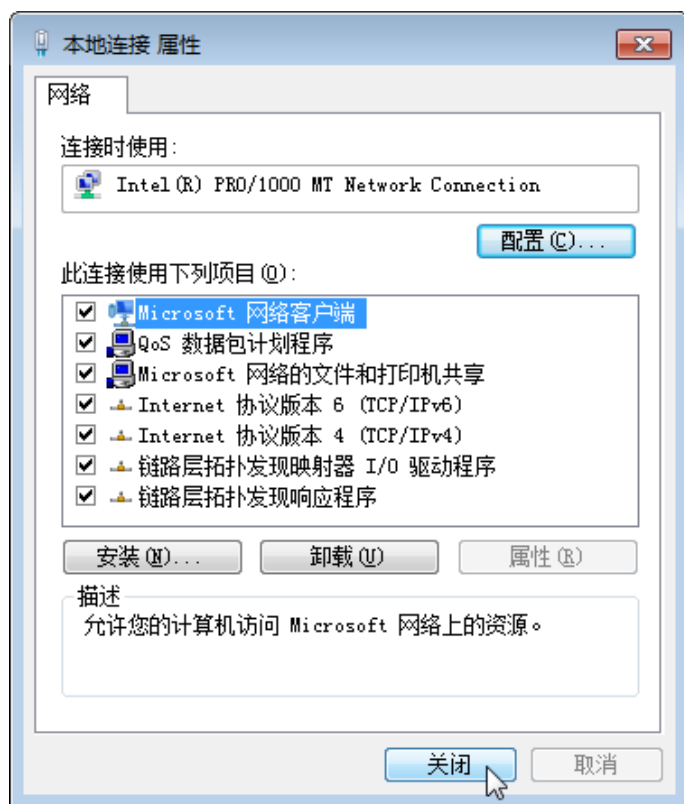 本地连接 属性
网络
连接时使用:
Intel(R) PRO/1000 MT Network Connection
配置(C)...
此连接使用下列项目(O):
Microsoft 网络客户端
QoS 数据包计划程序
Microsoft 网络的文件和打印机共享
Internet 协议版本 6 (TCP/IPv6)
Internet 协议版本 4 (TCP/IPv4)
链路层拓扑发现映射器 I/O 驱动程序
链路层拓扑发现响应程序
安装(N)... 卸载(U) 属性(R)
描述
允许您的计算机访问 Microsoft 网络上的资源。
关闭 取消